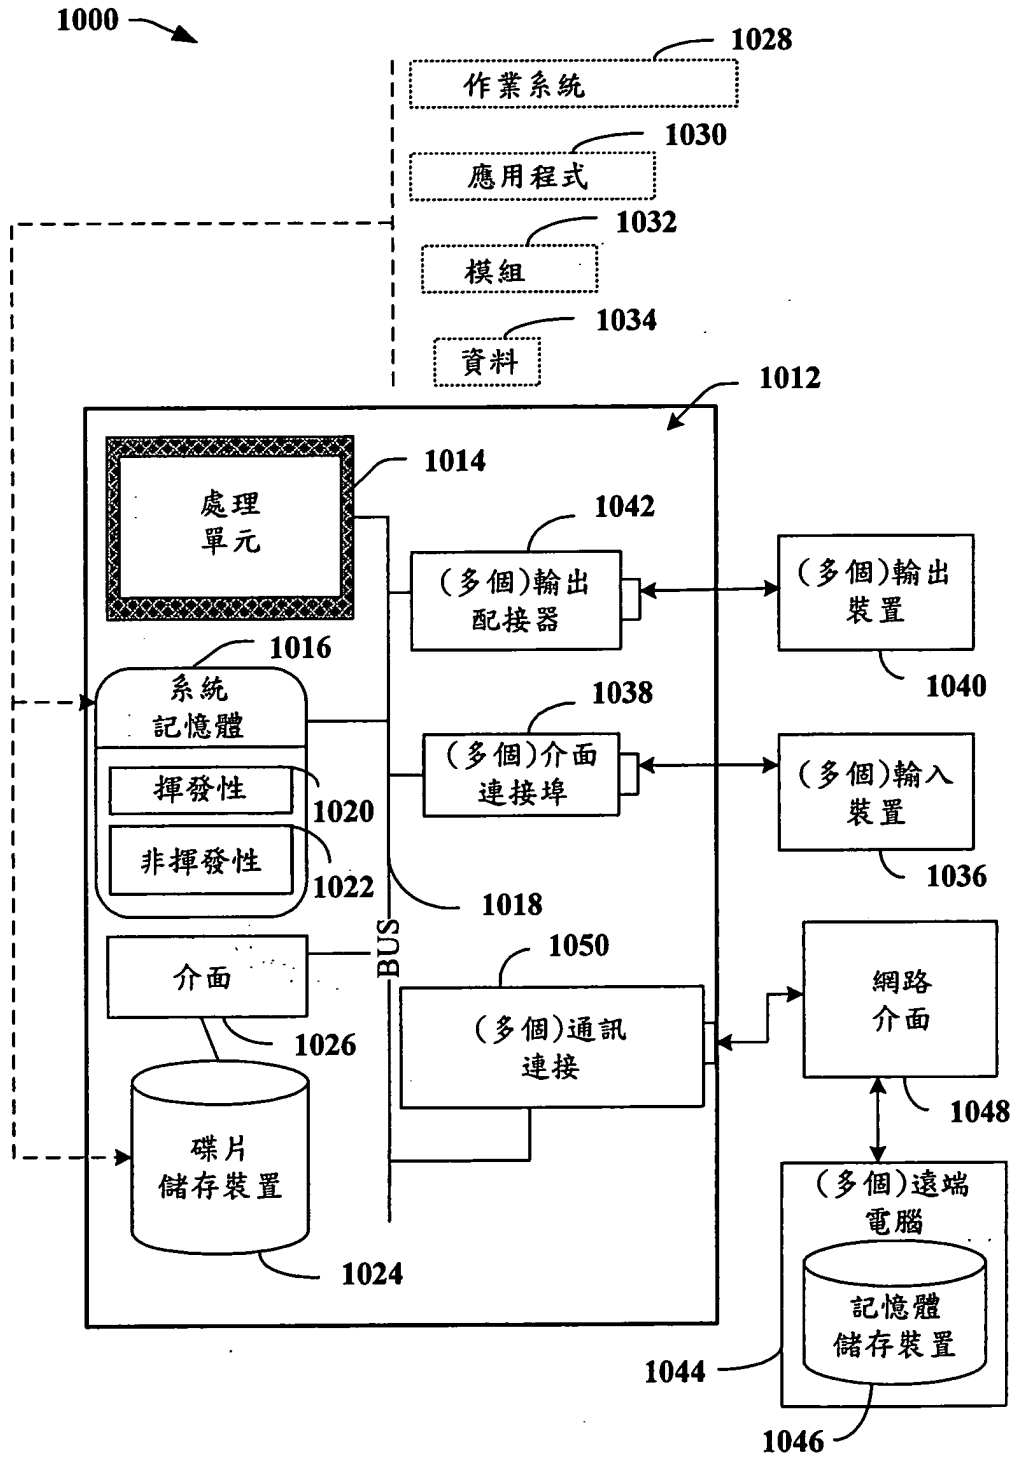 1000
1028
作業系統
1030
應用程式
1032
模組
1034
資料
1012
1014
處理
單元
1042
(多個)輸出
配接器
(多個)輸出
裝置
1040
1016
系統
記憶體
揮發性
1020
非揮發性
1022
1038
(多個)介面
連接埠
(多個)輸入
裝置
1036
1018
BUS
介面
1026
1050
(多個)通訊
連接
網路
介面
1048
碟片
儲存裝置
1024
(多個)遠端
電腦
記憶體
儲存裝置
1044
1046